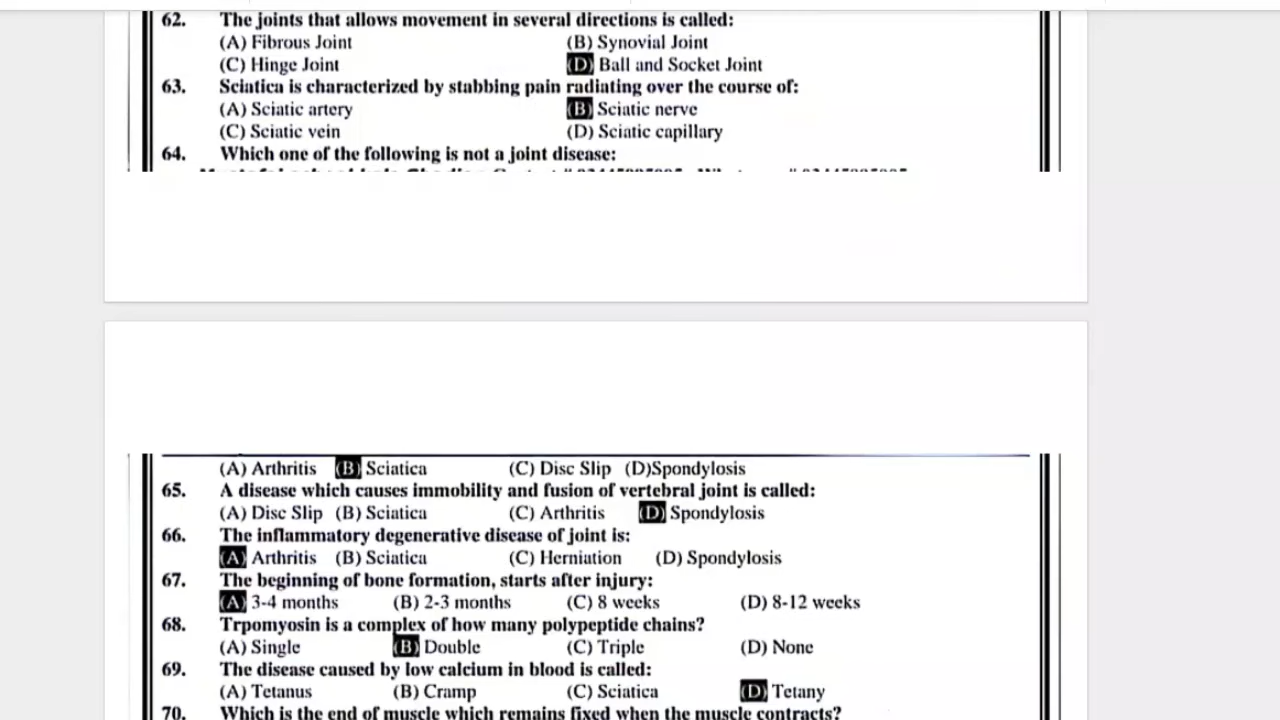 62. The joints that allows movement in several directions is called:
(A) Fibrous Joint (B) Synovial Joint
(C) Hinge Joint (D) Ball and Socket Joint
63. Sciatica is characterized by stabbing pain radiating over the course of:
(A) Sciatic artery (B) Sciatic nerve
(C) Sciatic vein (D) Sciatic capillary
64. Which one of the following is not a joint disease:
(A) Arthritis (B) Sciatica (C) Disc Slip (D)Spondylosis
65. A disease which causes immobility and fusion of vertebral joint is called:
(A) Disc Slip (B) Sciatica (C) Arthritis (D) Spondylosis
66. The inflammatory degenerative disease of joint is:
(A) Arthritis (B) Sciatica (C) Herniation (D) Spondylosis
67. The beginning of bone formation, starts after injury:
(A) 3-4 months (B) 2-3 months (C) 8 weeks (D) 8-12 weeks
68. Trpomyosin is a complex of how many polypeptide chains?
(A) Single (B) Double (C) Triple (D) None
69. The disease caused by low calcium in blood is called:
(A) Tetanus (B) Cramp (C) Sciatica (D) Tetany
70. Which is the end of muscle which remains fixed when the muscle contracts?